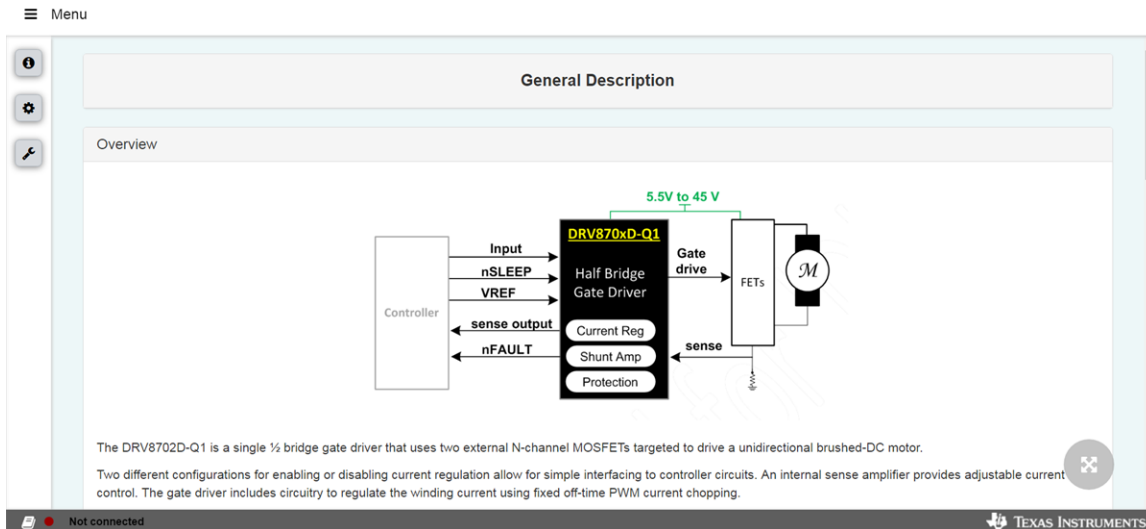 Menu
General Description
Overview
5.5V to 45 V
DRV870xD-Q1
Half Bridge
Gate Driver
Current Reg
Shunt Amp
Protection
Controller
Input
nSLEEP
VREF
sense output
nFAULT
Gate
drive
FETs
M
sense
The DRV8702D-Q1 is a single ½ bridge gate driver that uses two external N-channel MOSFETs targeted to drive a unidirectional brushed-DC motor.
Two different configurations for enabling or disabling current regulation allow for simple interfacing to controller circuits. An internal sense amplifier provides adjustable current
control. The gate driver includes circuitry to regulate the winding current using fixed off-time PWM current chopping.
Not connected
TEXAS INSTRUMENTS